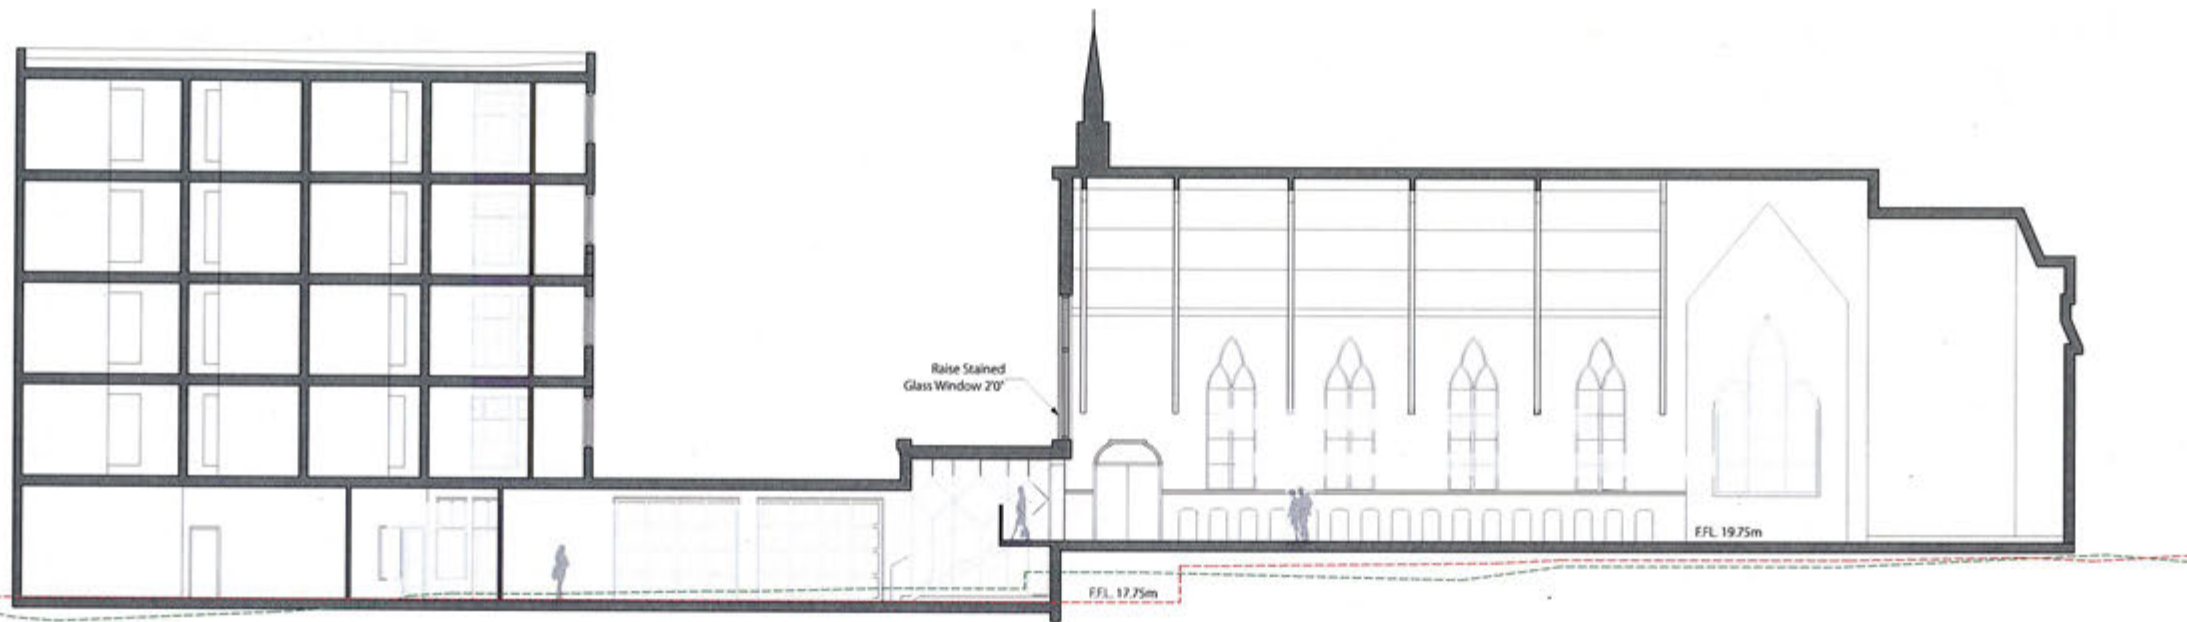 Raise Stained
Glass Window 2'0"
F.F.L. 19.75m
F.F.L. 17.75m